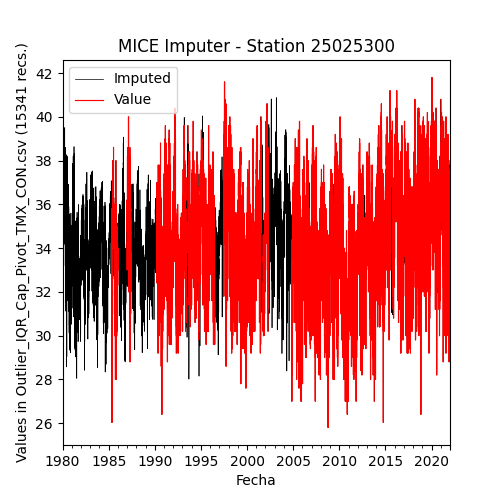 MICE Imputer - Station 25025300
Values in Outlier_IQR_Cap_Pivot_TMX_CON.csv (15341 recs.)
Imputed
Value
42
40
38
36
34
32
30
28
26
1980 1985 1990 1995 2000 2005 2010 2015 2020
Fecha